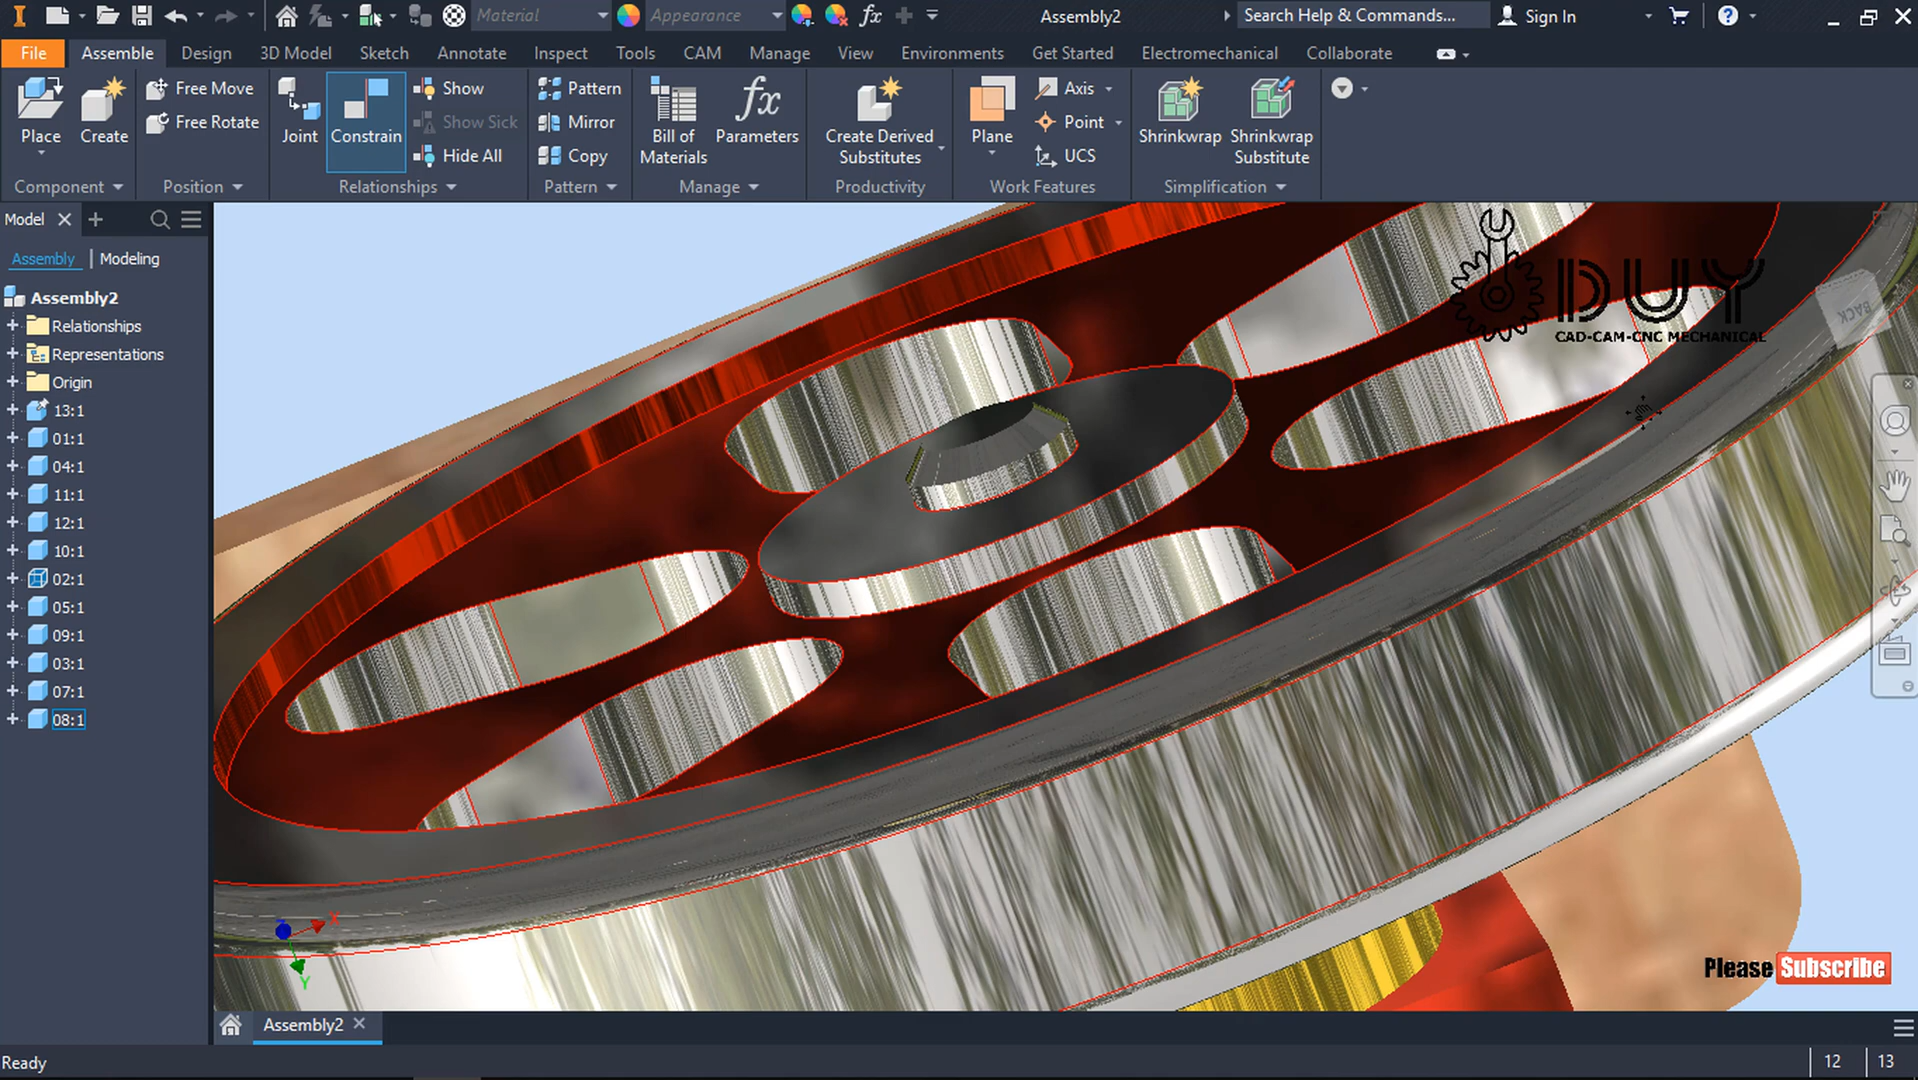 Material
Appearance
fx
Assembly2
Search Help & Commands...
Sign In
File
Assemble
Design
3D Model
Sketch
Annotate
Inspect
Tools
CAM
Manage
View
Environments
Get Started
Electromechanical
Collaborate
Place
Create
Free Move
Free Rotate
Joint
Constrain
Show
Show Sick
Hide All
Pattern
Mirror
Copy
Bill of
Materials
fx
Parameters
Create Derived
Substitutes
Plane
Axis
Point
UCS
Shrinkwrap
Shrinkwrap
Substitute
Component
Position
Relationships
Pattern
Manage
Productivity
Work Features
Simplification
Model
Assembly
Modeling
Assembly2
Relationships
Representations
Origin
13:1
01:1
04:1
11:1
12:1
10:1
02:1
05:1
09:1
03:1
07:1
08:1
DUY
CAD-CAM-CNC MECHANICAL
BACK
X
Y
Please Subscribe
Assembly2
Ready
12
13